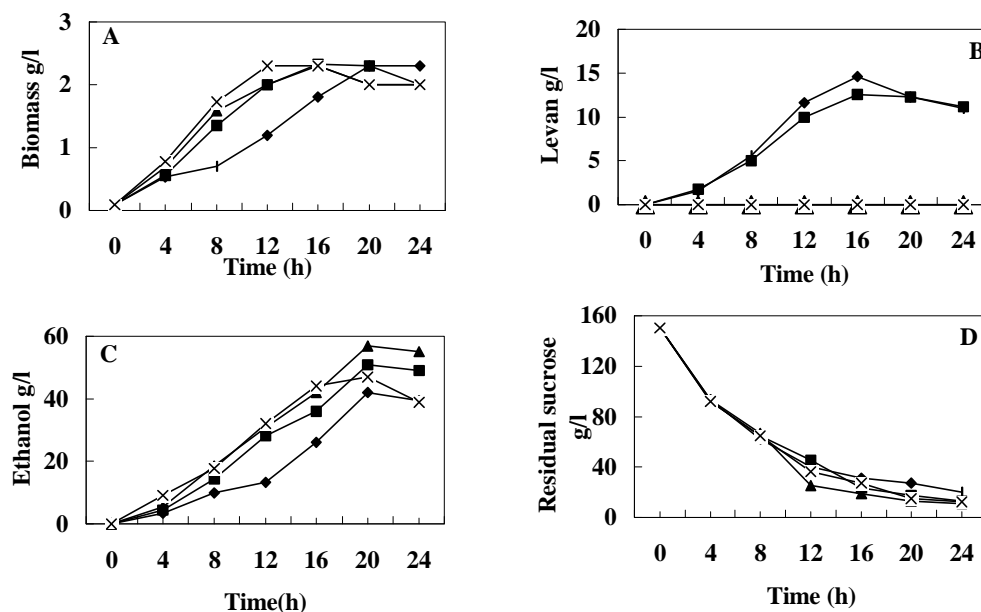 A
Biomass g/l
3
2
1
0
0 4 8 12 16 20 24
Time (h)
B
Levan g/l
20
15
10
5
0
0 4 8 12 16 20 24
Time (h)
C
Ethanol g/l
60
40
20
0
0 4 8 12 16 20 24
Time(h)
D
Residual sucrose
g/l
160
120
80
40
0
0 4 8 12 16 20 24
Time (h)